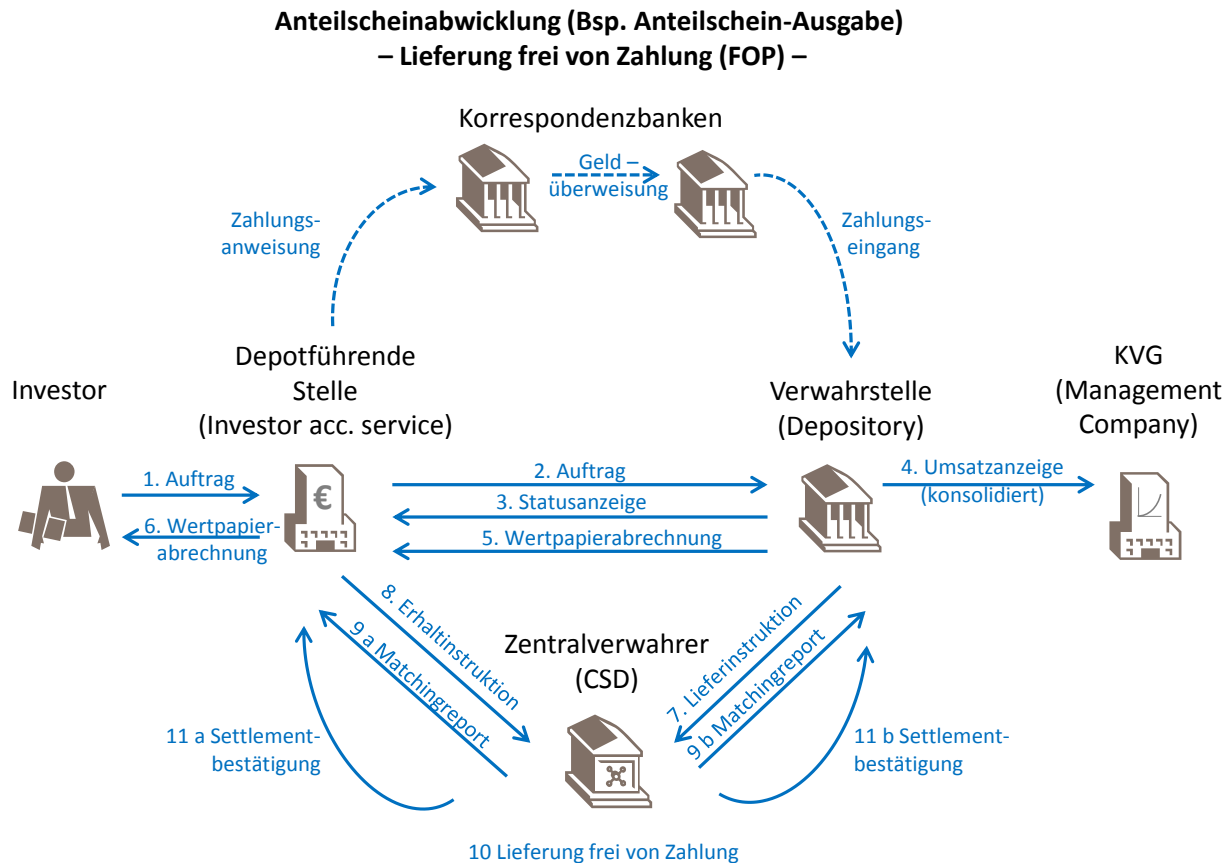 Anteilscheinabwicklung (Bsp. Anteilschein-Ausgabe)
– Lieferung frei von Zahlung (FOP) –
Korrespondenzbanken
Geld –
überweisung
Zahlungs-
anweisung
Zahlungs-
eingang
Investor
Depotführende
Stelle
(Investor acc. service)
Verwahrstelle
(Depository)
KVG
(Management
Company)
1. Auftrag
6. Wertpapier-
abrechnung
€
2. Auftrag
3. Statusanzeige
5. Wertpapierabrechnung
4. Umsatzanzeige
(konsolidiert)
8. Erhaltinstruktion
9 a Matchingreport
Zentralverwahrer
(CSD)
7. Lieferinstruktion
9 b Matchingreport
11 a Settlement-
bestätigung
11 b Settlement-
bestätigung
10 Lieferung frei von Zahlung